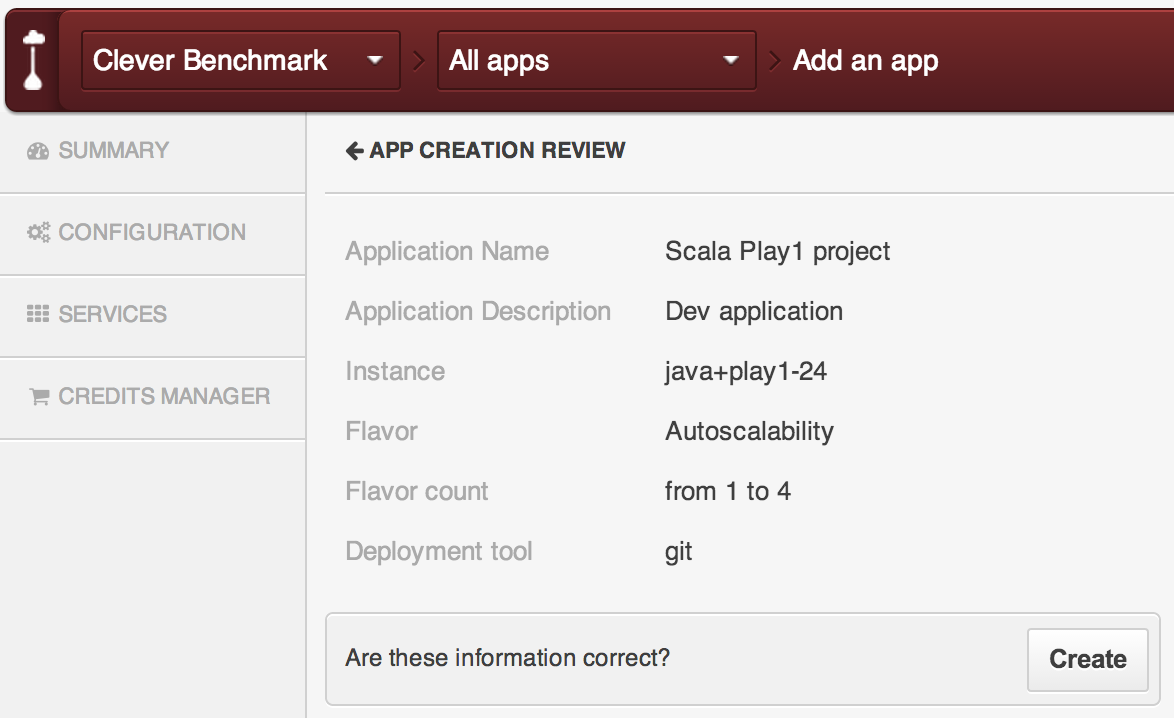 Clever Benchmark All apps Add an app
SUMMARY
CONFIGURATION
SERVICES
CREDITS MANAGER
APP CREATION REVIEW
Application Name Scala Play1 project
Application Description Dev application
Instance java+play1-24
Flavor Autoscalability
Flavor count from 1 to 4
Deployment tool git
Are these information correct? Create